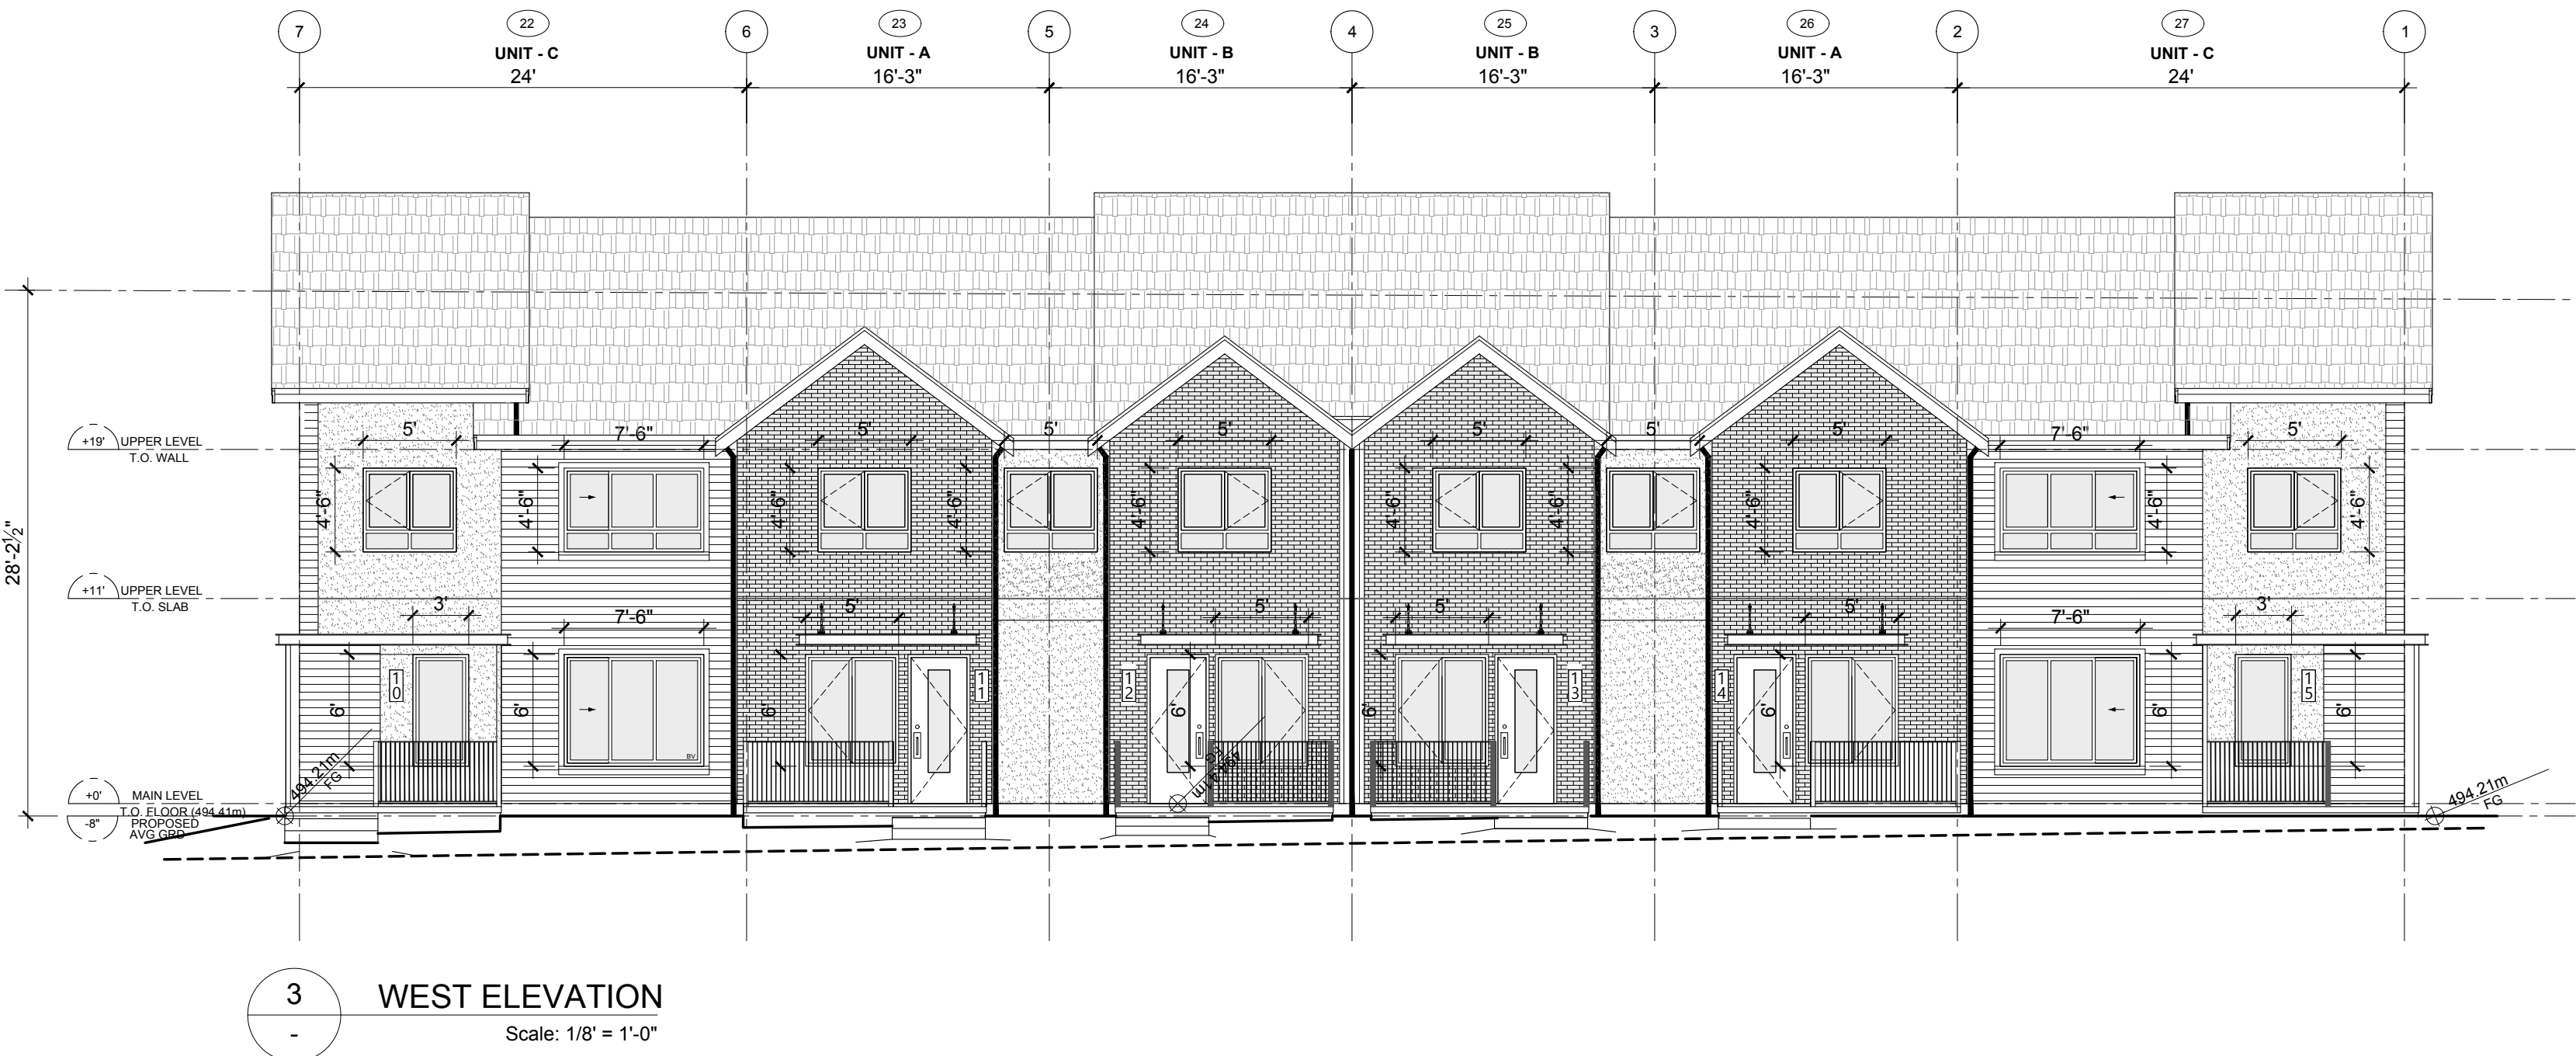 7 22 6 23 5 24 4 25 3 26 2 27 1
UNIT - C UNIT - A UNIT - B UNIT - B UNIT - A UNIT - C
24' 16'-3" 16'-3" 16'-3" 16'-3" 24'
28'-2½"
+19' UPPER LEVEL
T.O. WALL
5' 7'-6" 5' 5' 5' 5' 5' 5' 7'-6" 5'
4'-6" 4'-6" 4'-6" 4'-6" 4'-6" 4'-6" 4'-6" 4'-6" 4'-6" 4'-6"
+11' UPPER LEVEL
T.O. SLAB
3' 7'-6" 5' 5' 5' 5' 7'-6" 3'
10 11 12 13 14 15
6' 6' 6' 6' 6' 6' 6' 6'
BV
494.21m
FG
494.41m
FG
494.21m
FG
+0' MAIN LEVEL
T.O. FLOOR (494.41m)
-8" PROPOSED
AVG GRD
3 WEST ELEVATION
- Scale: 1/8' = 1'-0"